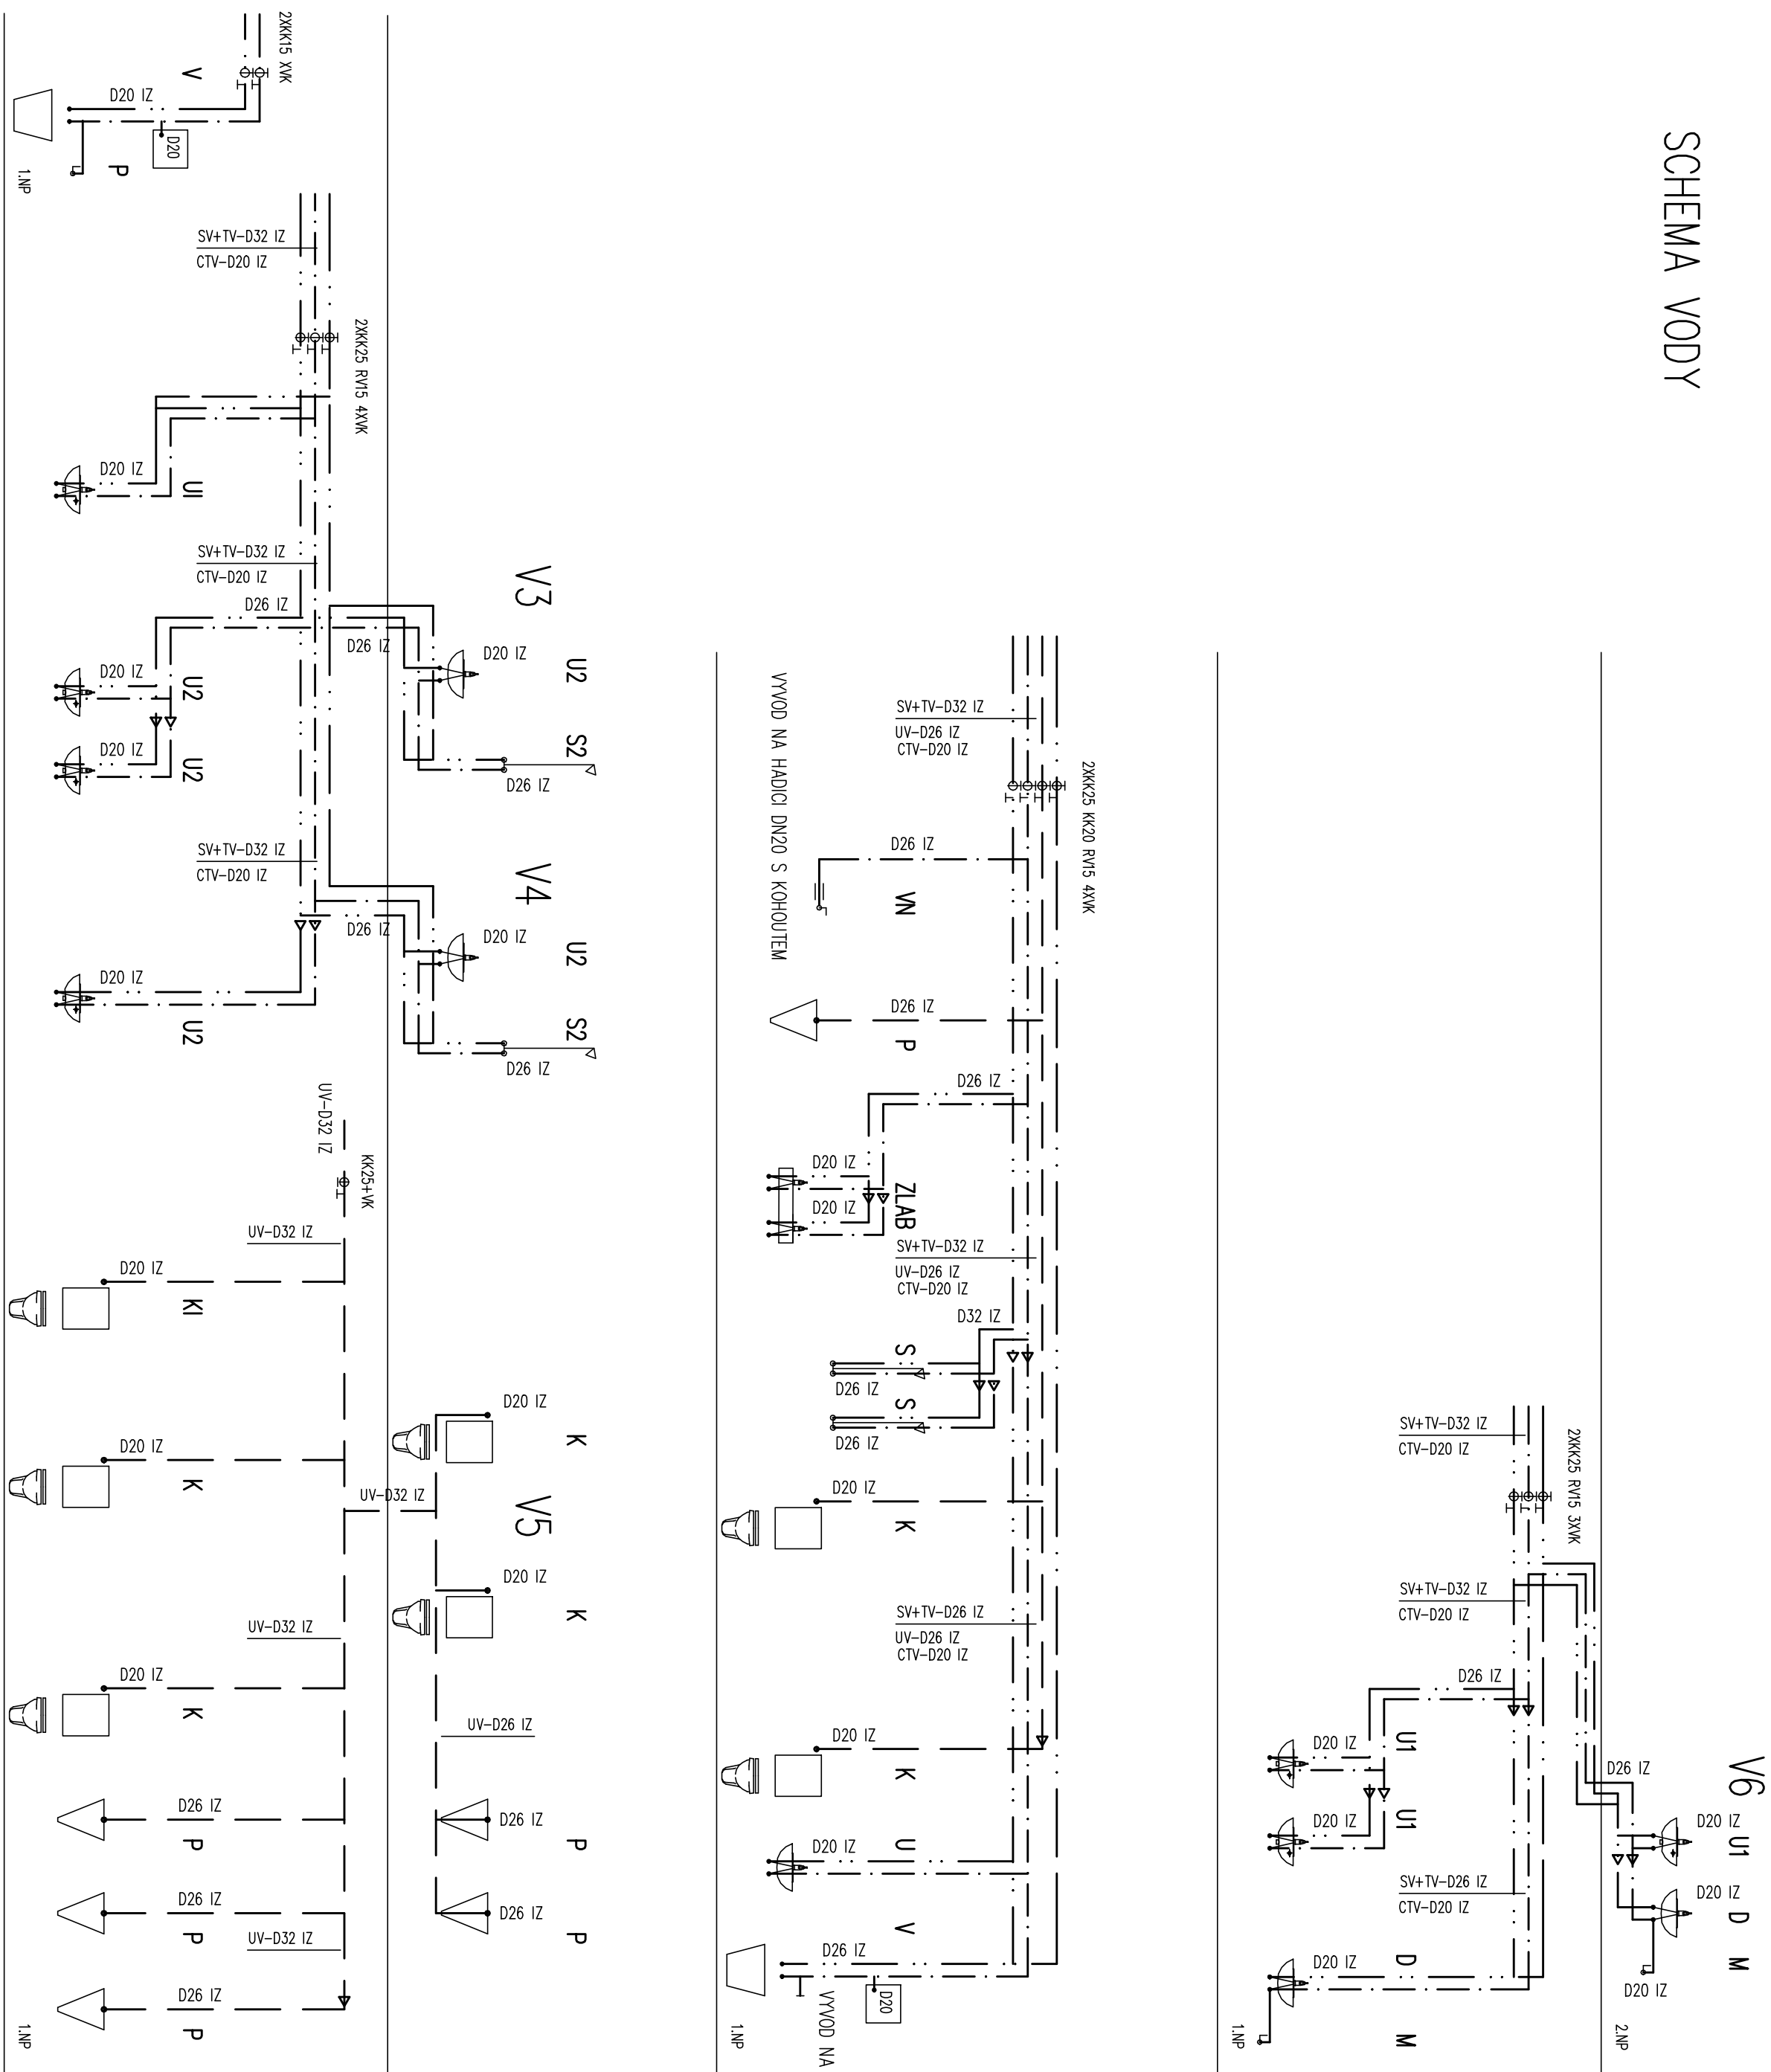 SCHEMA VODY
V6
U1
D
M
D20 IZ
D20 IZ
D26 IZ
D20 IZ
2.NP
2XKK25 RV15 3XVK
SV+TV-D32 IZ
CTV-D20 IZ
SV+TV-D32 IZ
CTV-D20 IZ
D26 IZ
D20 IZ
U1
D20 IZ
U1
SV+TV-D26 IZ
CTV-D20 IZ
D20 IZ
D
M
1.NP
2XKK25 KK20 RV15 4XVK
SV+TV-D32 IZ
UV-D26 IZ
CTV-D20 IZ
VYVOD NA HADICI DN20 S KOHOUTEM
D26 IZ
VN
D26 IZ
P
D26 IZ
D20 IZ
D20 IZ
ZLAB
SV+TV-D32 IZ
UV-D26 IZ
CTV-D20 IZ
D32 IZ
S
D26 IZ
S
D26 IZ
D20 IZ
K
SV+TV-D26 IZ
UV-D26 IZ
CTV-D20 IZ
D20 IZ
K
D20 IZ
U
V
D26 IZ
D20
VYVOD NA
1.NP
V3
U2
S2
D20 IZ
D26 IZ
D26 IZ
V4
U2
S2
D20 IZ
D26 IZ
D26 IZ
V5
D20 IZ
K
D20 IZ
K
UV-D32 IZ
UV-D26 IZ
D26 IZ
P
D26 IZ
P
2XKK15 XVK
V
D20 IZ
D20
P
1.NP
SV+TV-D32 IZ
CTV-D20 IZ
2XKK25 RV15 4XVK
D20 IZ
UI
SV+TV-D32 IZ
CTV-D20 IZ
D26 IZ
D20 IZ
U2
D20 IZ
U2
SV+TV-D32 IZ
CTV-D20 IZ
D20 IZ
U2
UV-D32 IZ
KK25+VK
UV-D32 IZ
D20 IZ
KI
D20 IZ
K
UV-D32 IZ
D20 IZ
K
D26 IZ
P
D26 IZ
P
UV-D32 IZ
D26 IZ
P
1.NP